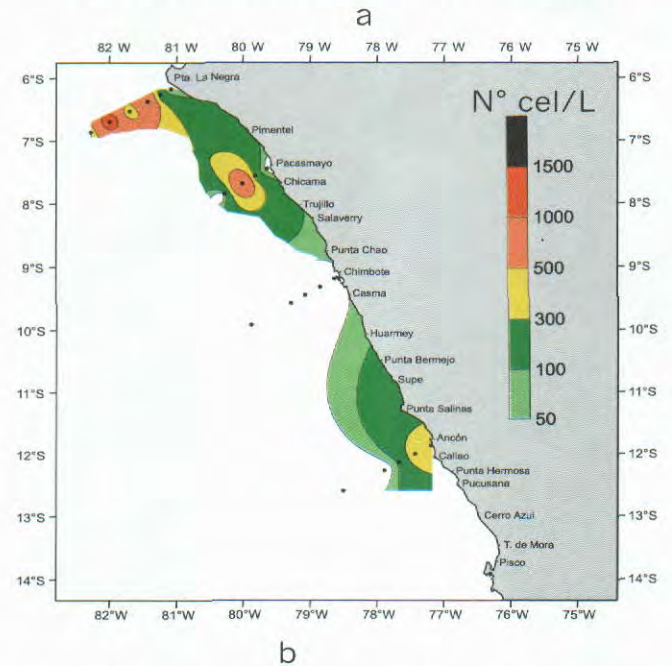 a
82 W 81 W 80 W 79 W 78 W 77 W 76 W 75 W
6°S 6°S
Pta. La Negra
N° cel/L
7°S 7°S
Pimentel
1500
Pacasmayo
Chicama
8°S 8°S
Trujillo
1000
Salaverry
Punta Chao
500
9°S 9°S
Chimbote
Casma
300
10°S 10°S
Huarmey
Punta Bermejo
100
11°S 11°S
Supe
Punta Salinas
50
Ancón
12°S 12°S
Callao
Punta Hermosa
Pucusana
13°S 13°S
Cerro Azul
T. de Mora
Pisco
14°S 14°S
82°W 81°W 80°W 79°W 78°W 77°W 76°W 75°W
b